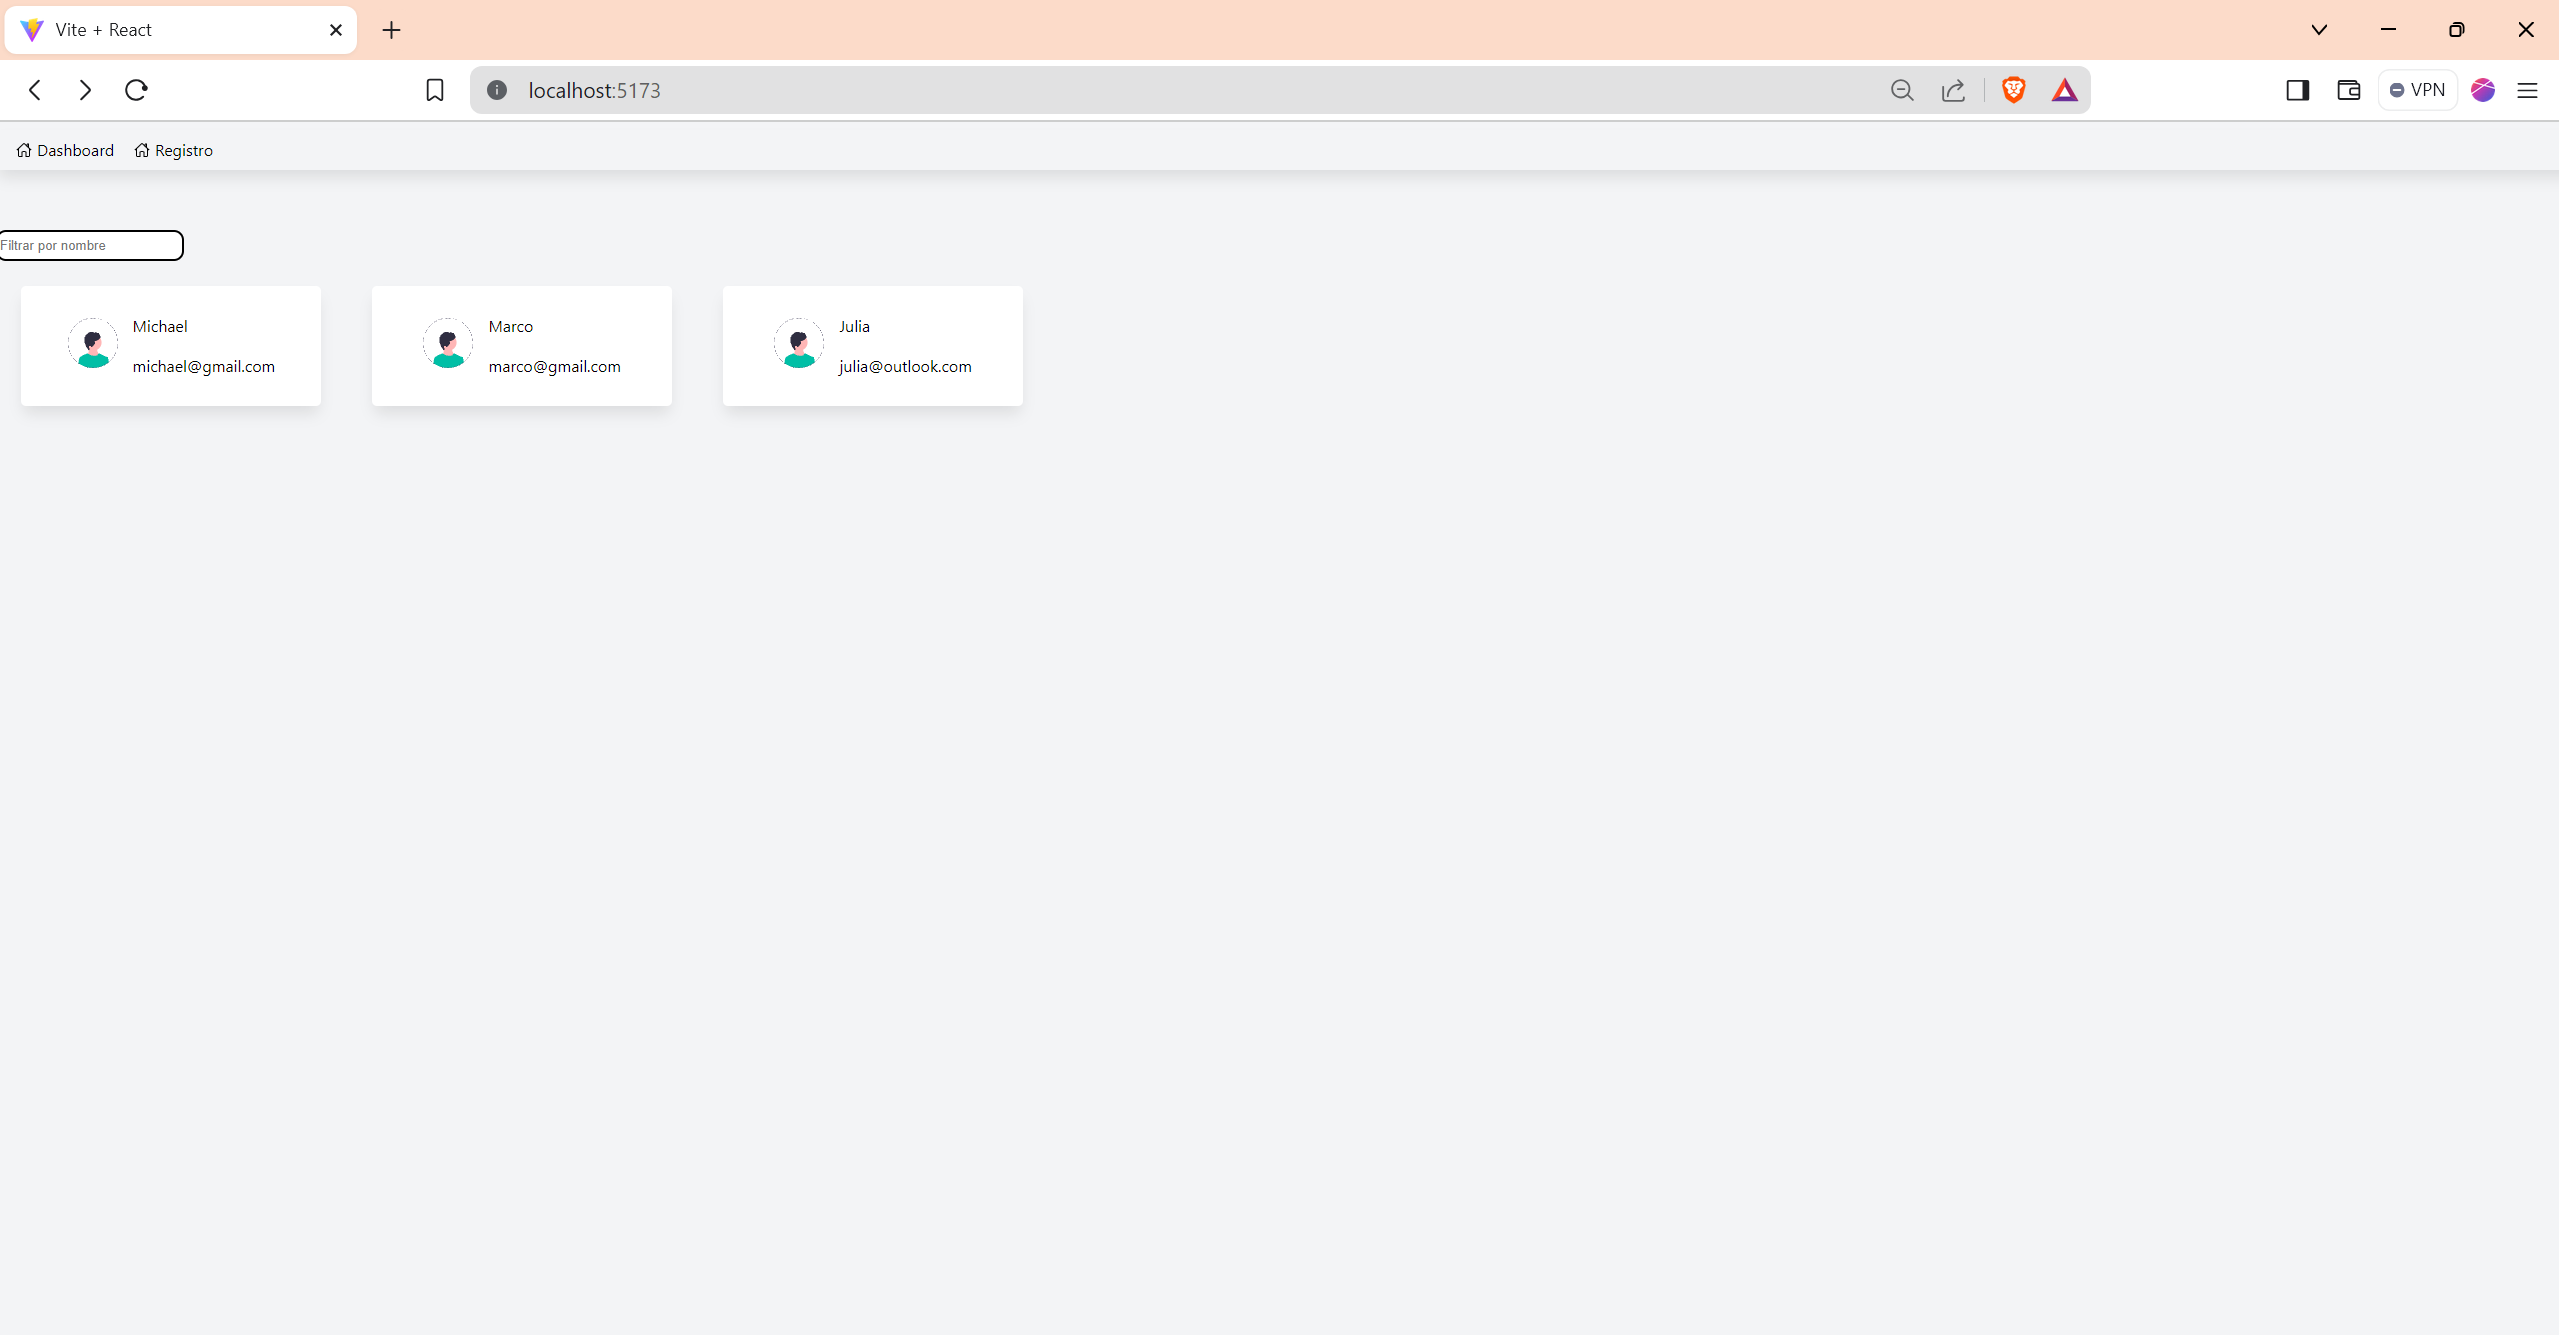 Vite + React
localhost:5173
VPN
Dashboard Registro
Filtrar por nombre
Michael
michael@gmail.com
Marco
marco@gmail.com
Julia
julia@outlook.com